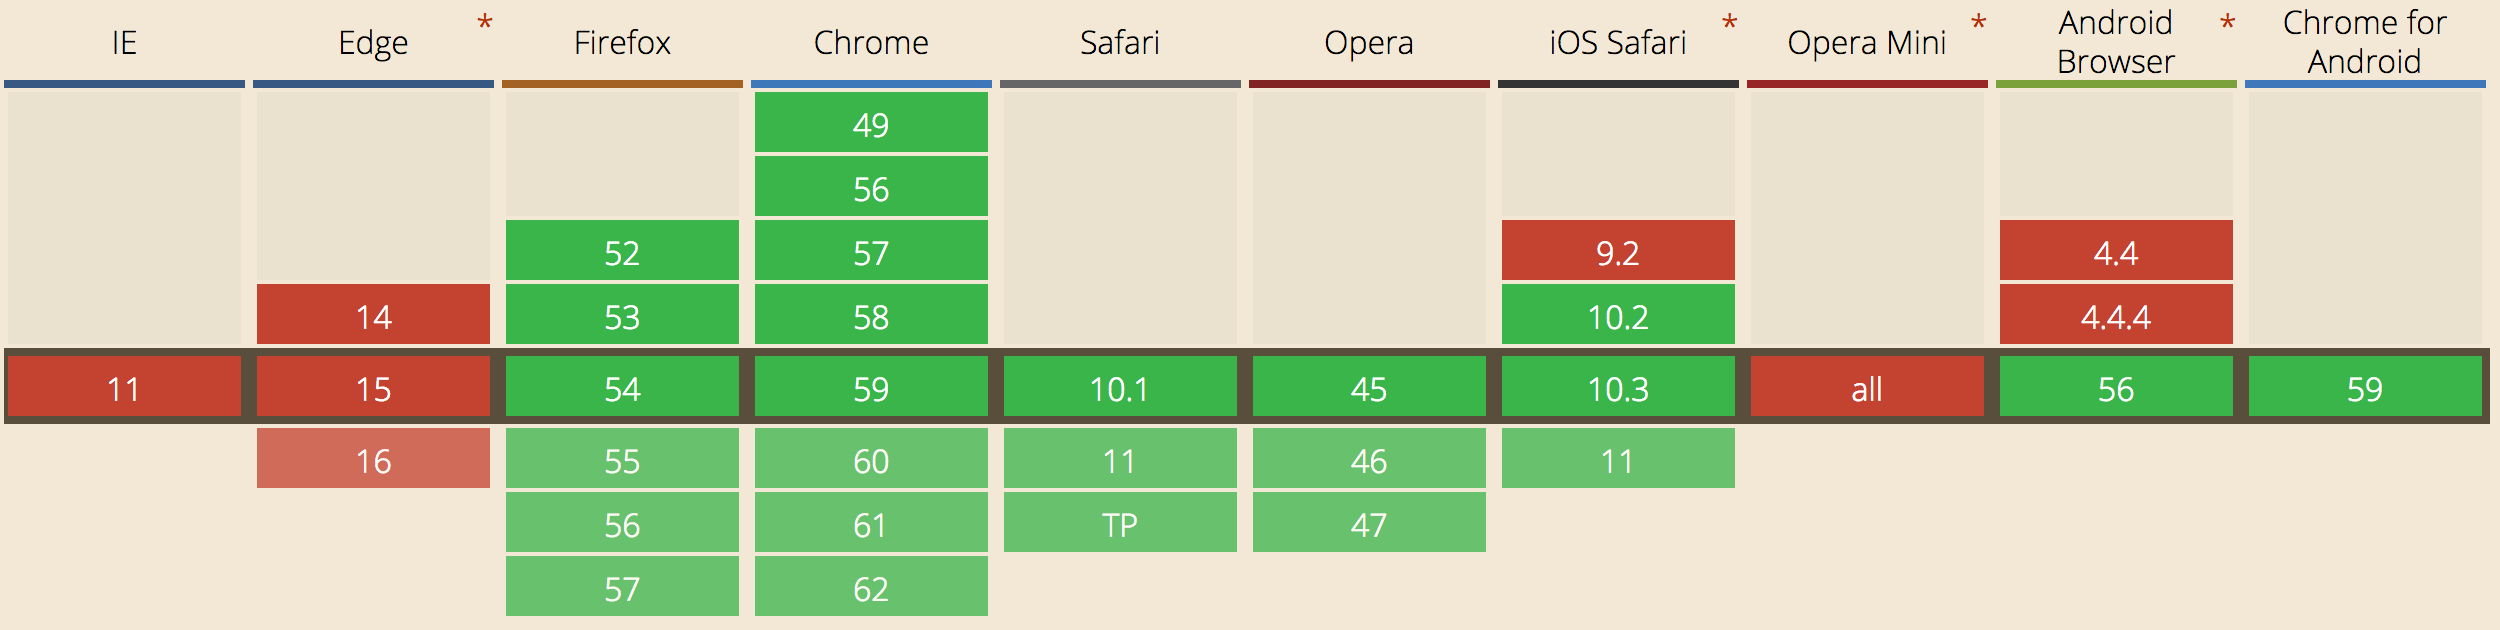 IE Edge * Firefox Chrome Safari Opera iOS Safari * Opera Mini * Android Browser * Chrome for Android
49
56
52 57 9.2 4.4
14 53 58 10.2 4.4.4
11 15 54 59 10.1 45 10.3 all 56 59
16 55 60 11 46 11
56 61 TP 47
57 62